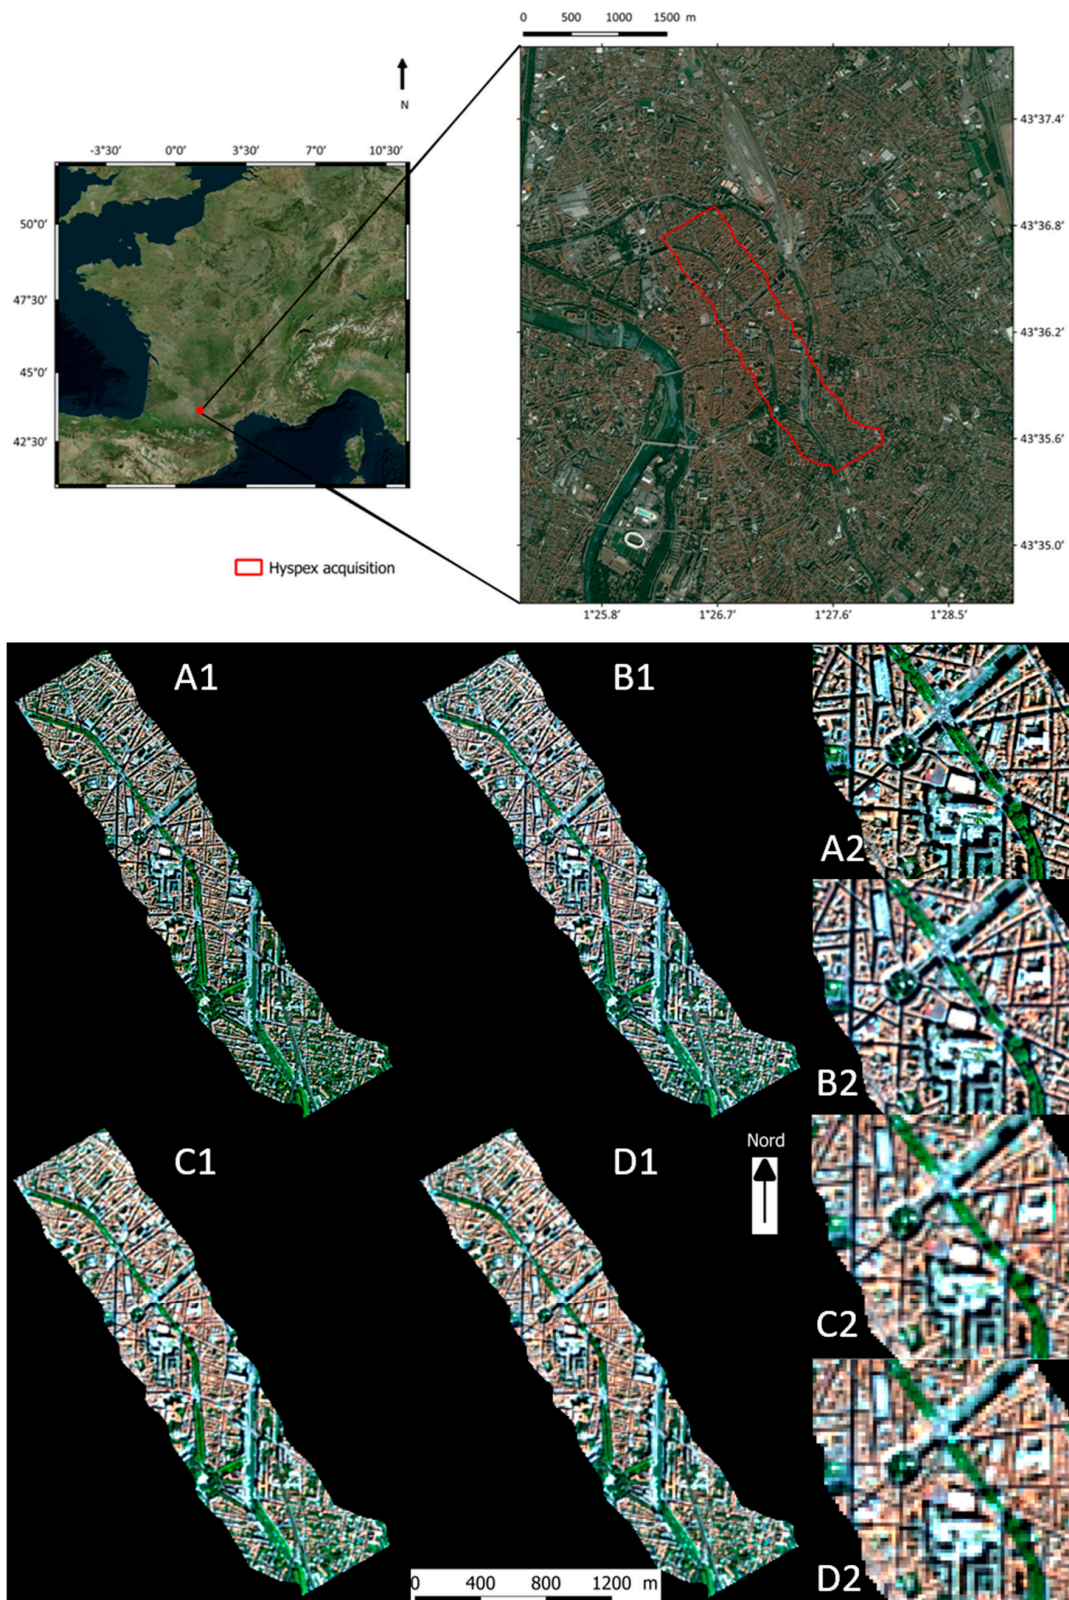 0 500 1000 1500 m
N
-3°30' 0°0' 3°30' 7°0' 10°30'
50°0'
47°30'
45°0'
42°30'
43°37.4'
43°36.8'
43°36.2'
43°35.6'
43°35.0'
1°25.8' 1°26.7' 1°27.6' 1°28.5'
Hyspex acquisition
A1
B1
A2
B2
C1
D1
Nord
C2
D2
0 400 800 1200 m